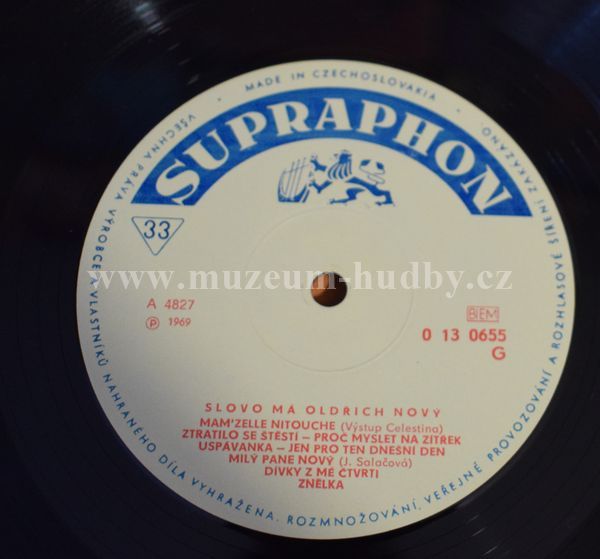 MADE IN CZECHOSLOVAKIA
SUPRAPHON
33
www.muzeum-hudby.cz
A 4827
℗ 1969
BIEM
0 13 0655
G
SLOVO MÁ OLDŘICH NOVÝ
MAM'ZELLE NITOUCHE (Výstup Celestina)
ZTRATILO SE ŠTĚSTÍ – PROČ MYSLET NA ZÍTŘEK
USPÁVANKA – JEN PRO TEN DNEŠNÍ DEN
MILÝ PANE NOVÝ (J. Salačová)
DÍVKY Z MÉ ČTVRTI
ZNĚLKA
VŠECHNA PRÁVA VÝROBCE A VLASTNÍKŮ NAHRANÉHO DÍLA VYHRAŽENA. ROZMNOŽOVÁNÍ, VEŘEJNÉ PROVOZOVÁNÍ A ROZHLASOVÉ ŠÍŘENÍ ZAKÁZÁNO